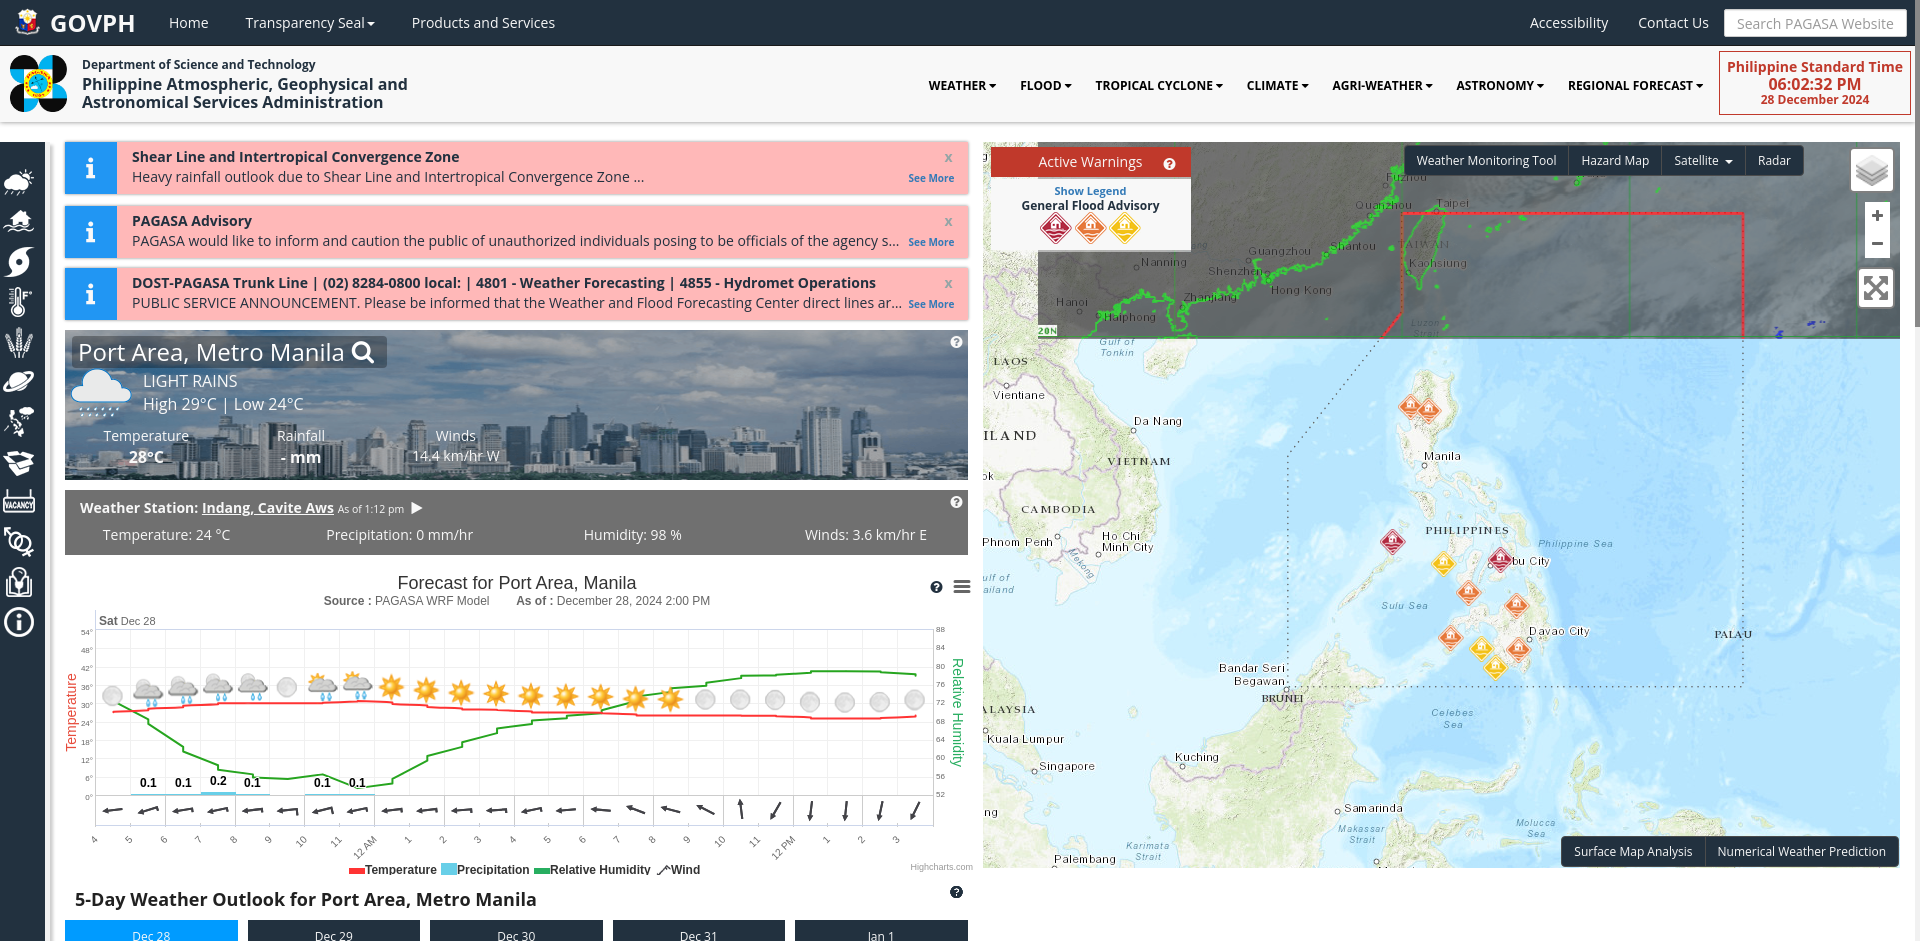 GOVPH
Home
Transparency Seal
Products and Services
Accessibility
Contact Us
Search PAGASA Website
Department of Science and Technology
Philippine Atmospheric, Geophysical and
Astronomical Services Administration
WEATHER
FLOOD
TROPICAL CYCLONE
CLIMATE
AGRI-WEATHER
ASTRONOMY
REGIONAL FORECAST
Philippine Standard Time
06:02:32 PM
28 December 2024
VACANCY
Shear Line and Intertropical Convergence Zone
x
Heavy rainfall outlook due to Shear Line and Intertropical Convergence Zone ...
See More
PAGASA Advisory
x
PAGASA would like to inform and caution the public of unauthorized individuals posing to be officials of the agency s...
See More
DOST-PAGASA Trunk Line | (02) 8284-0800 local: | 4801 - Weather Forecasting | 4855 - Hydromet Operations
x
PUBLIC SERVICE ANNOUNCEMENT. Please be informed that the Weather and Flood Forecasting Center direct lines ar...
See More
Port Area, Metro Manila
LIGHT RAINS
High 29°C | Low 24°C
Temperature
Rainfall
Winds
28°C
- mm
14.4 km/hr W
Weather Station: Indang, Cavite Aws As of 1:12 pm
Temperature: 24 °C
Precipitation: 0 mm/hr
Humidity: 98 %
Winds: 3.6 km/hr E
Forecast for Port Area, Manila
Source : PAGASA WRF Model As of : December 28, 2024 2:00 PM
Sat Dec 28
Temperature
54°
48°
42°
36°
30°
24°
18°
12°
6°
0°
88
84
80
76
72
68
64
60
56
52
Relative Humidity
0.1
0.1
0.2
0.1
0.1
0.1
4
5
6
7
8
9
10
11
12 AM
1
2
3
4
5
6
7
8
9
10
11
12 PM
1
2
3
Temperature
Precipitation
Relative Humidity
Wind
Highcharts.com
5-Day Weather Outlook for Port Area, Metro Manila
Dec 28
Dec 29
Dec 30
Dec 31
Jan 1
Active Warnings
Show Legend
General Flood Advisory
Weather Monitoring Tool
Hazard Map
Satellite
Radar
+
−
Fuzhou
Quanzhou
Taipei
TAIWAN
Kaohsiung
Guangzhou
Shantou
Nanning
Shenzhen
Hong Kong
Zhanjiang
Hanoi
Haiphong
Luzon
Strait
20N
Gulf of
Tonkin
LAOS
Vientiane
Da Nang
ILAND
VIETNAM
ok
CAMBODIA
Phnom Penh
Ho Chi
Minh City
Mekong
ulf of
ailand
Manila
PHILIPPINES
Philippine Sea
bu City
Sulu Sea
Davao City
PALAU
Bandar Seri
Begawan
BRUNEI
ALAYSIA
Kuala Lumpur
Singapore
Kuching
Celebes
Sea
ng
Samarinda
Makassar
Strait
Molucca
Sea
Karimata
Strait
Palembang
Surface Map Analysis
Numerical Weather Prediction